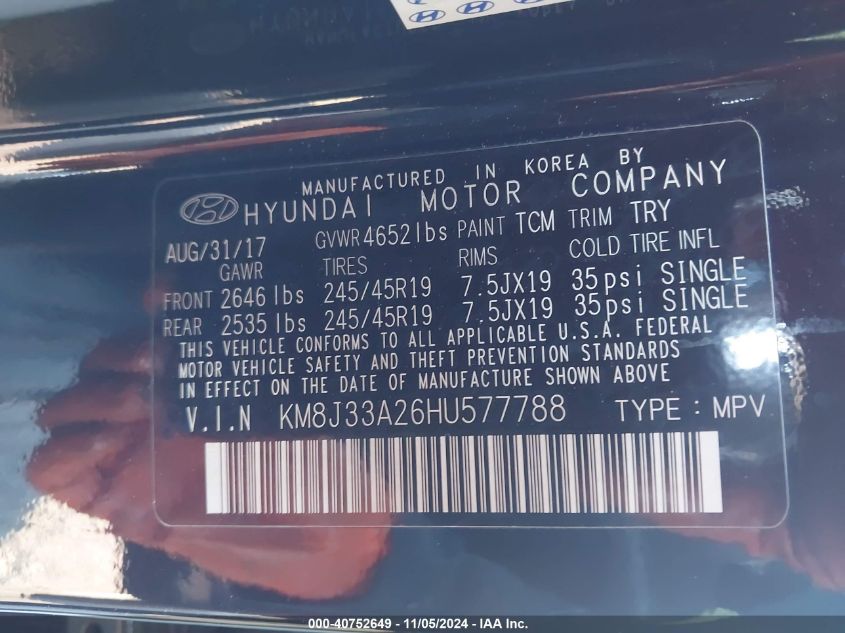 MANUFACTURED IN KOREA BY
HYUNDAI MOTOR COMPANY
AUG/31/17 GVWR 4652 lbs PAINT TCM TRIM TRY
GAWR TIRES RIMS COLD TIRE INFL
FRONT 2646 lbs 245/45R19 7.5JX19 35psi SINGLE
REAR 2535 lbs 245/45R19 7.5JX19 35psi SINGLE
THIS VEHICLE CONFORMS TO ALL APPLICABLE U.S.A. FEDERAL
MOTOR VEHICLE SAFETY AND THEFT PREVENTION STANDARDS
IN EFFECT ON THE DATE OF MANUFACTURE SHOWN ABOVE
V.I.N KM8J33A26HU577788 TYPE : MPV
000-40752649 - 11/05/2024 - IAA Inc.